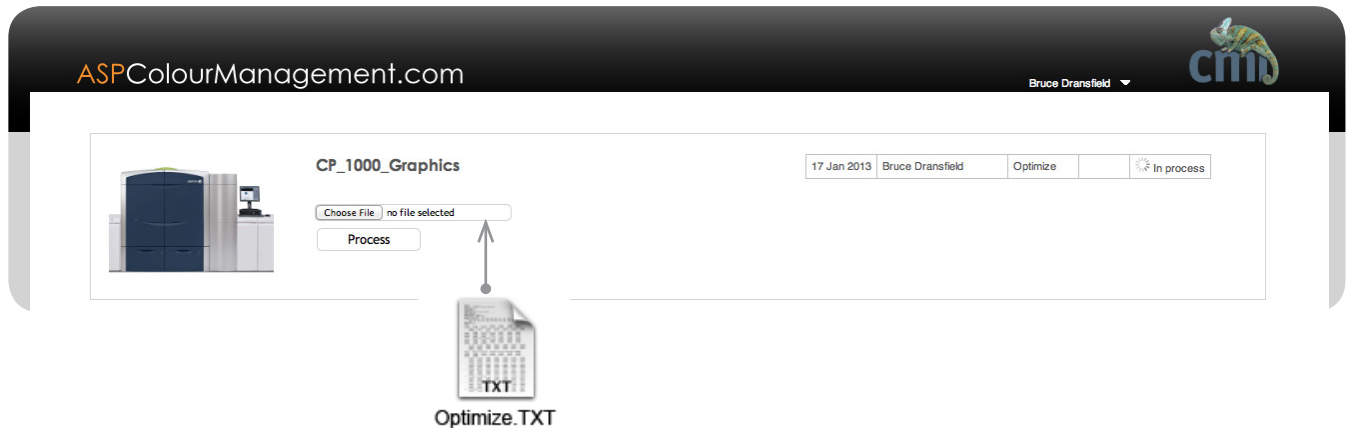 ASPColourManagement.com
Bruce Dransfield
cmi
CP_1000_Graphics
17 Jan 2013 Bruce Dransfield Optimize In process
Choose File no file selected
Process
TXT
Optimize.TXT